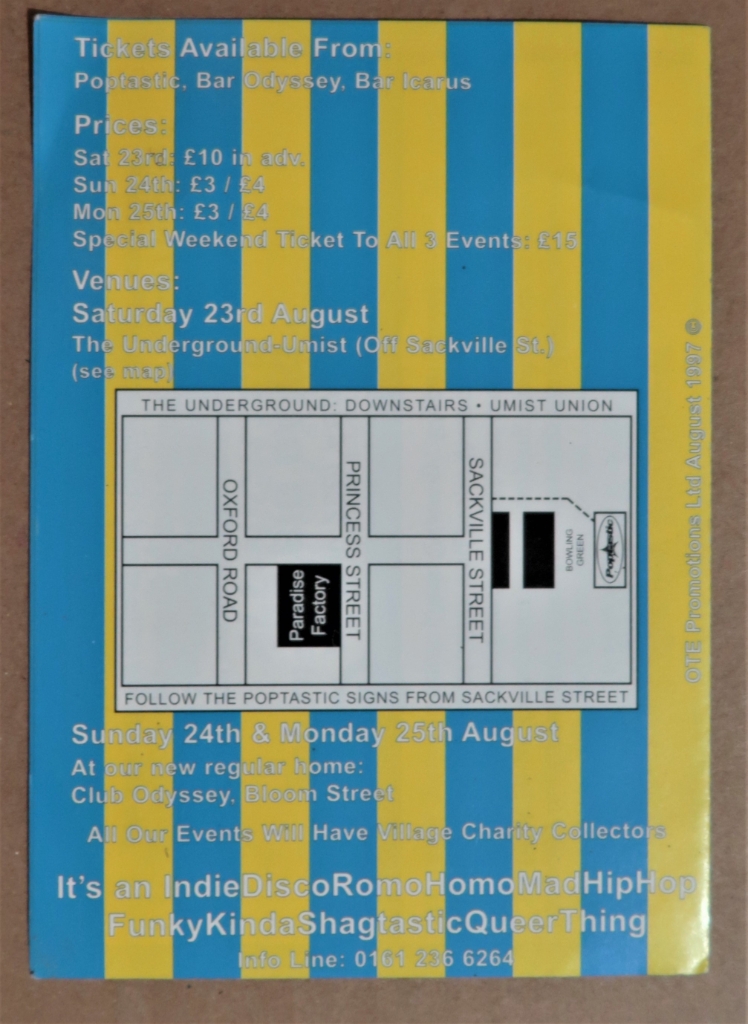 Tickets Available From:
Poptastic, Bar Odyssey, Bar Icarus
Prices:
Sat 23rd: £10 in adv.
Sun 24th: £3 / £4
Mon 25th: £3 / £4
Special Weekend Ticket To All 3 Events: £15
Venues:
Saturday 23rd August
The Underground-Umist (Off Sackville St.)
(see map)
THE UNDERGROUND: DOWNSTAIRS • UMIST UNION
OXFORD ROAD
PRINCESS STREET
SACKVILLE STREET
Paradise
Factory
BOWLING
GREEN
Poptastic
FOLLOW THE POPTASTIC SIGNS FROM SACKVILLE STREET
Sunday 24th & Monday 25th August
At our new regular home:
Club Odyssey, Bloom Street
All Our Events Will Have Village Charity Collectors
It's an IndieDiscoRomoHomoMadHipHop
FunkyKindaShagtasticQueerThing
Info Line: 0161 236 6264
OTE Promotions Ltd August 1997 ©